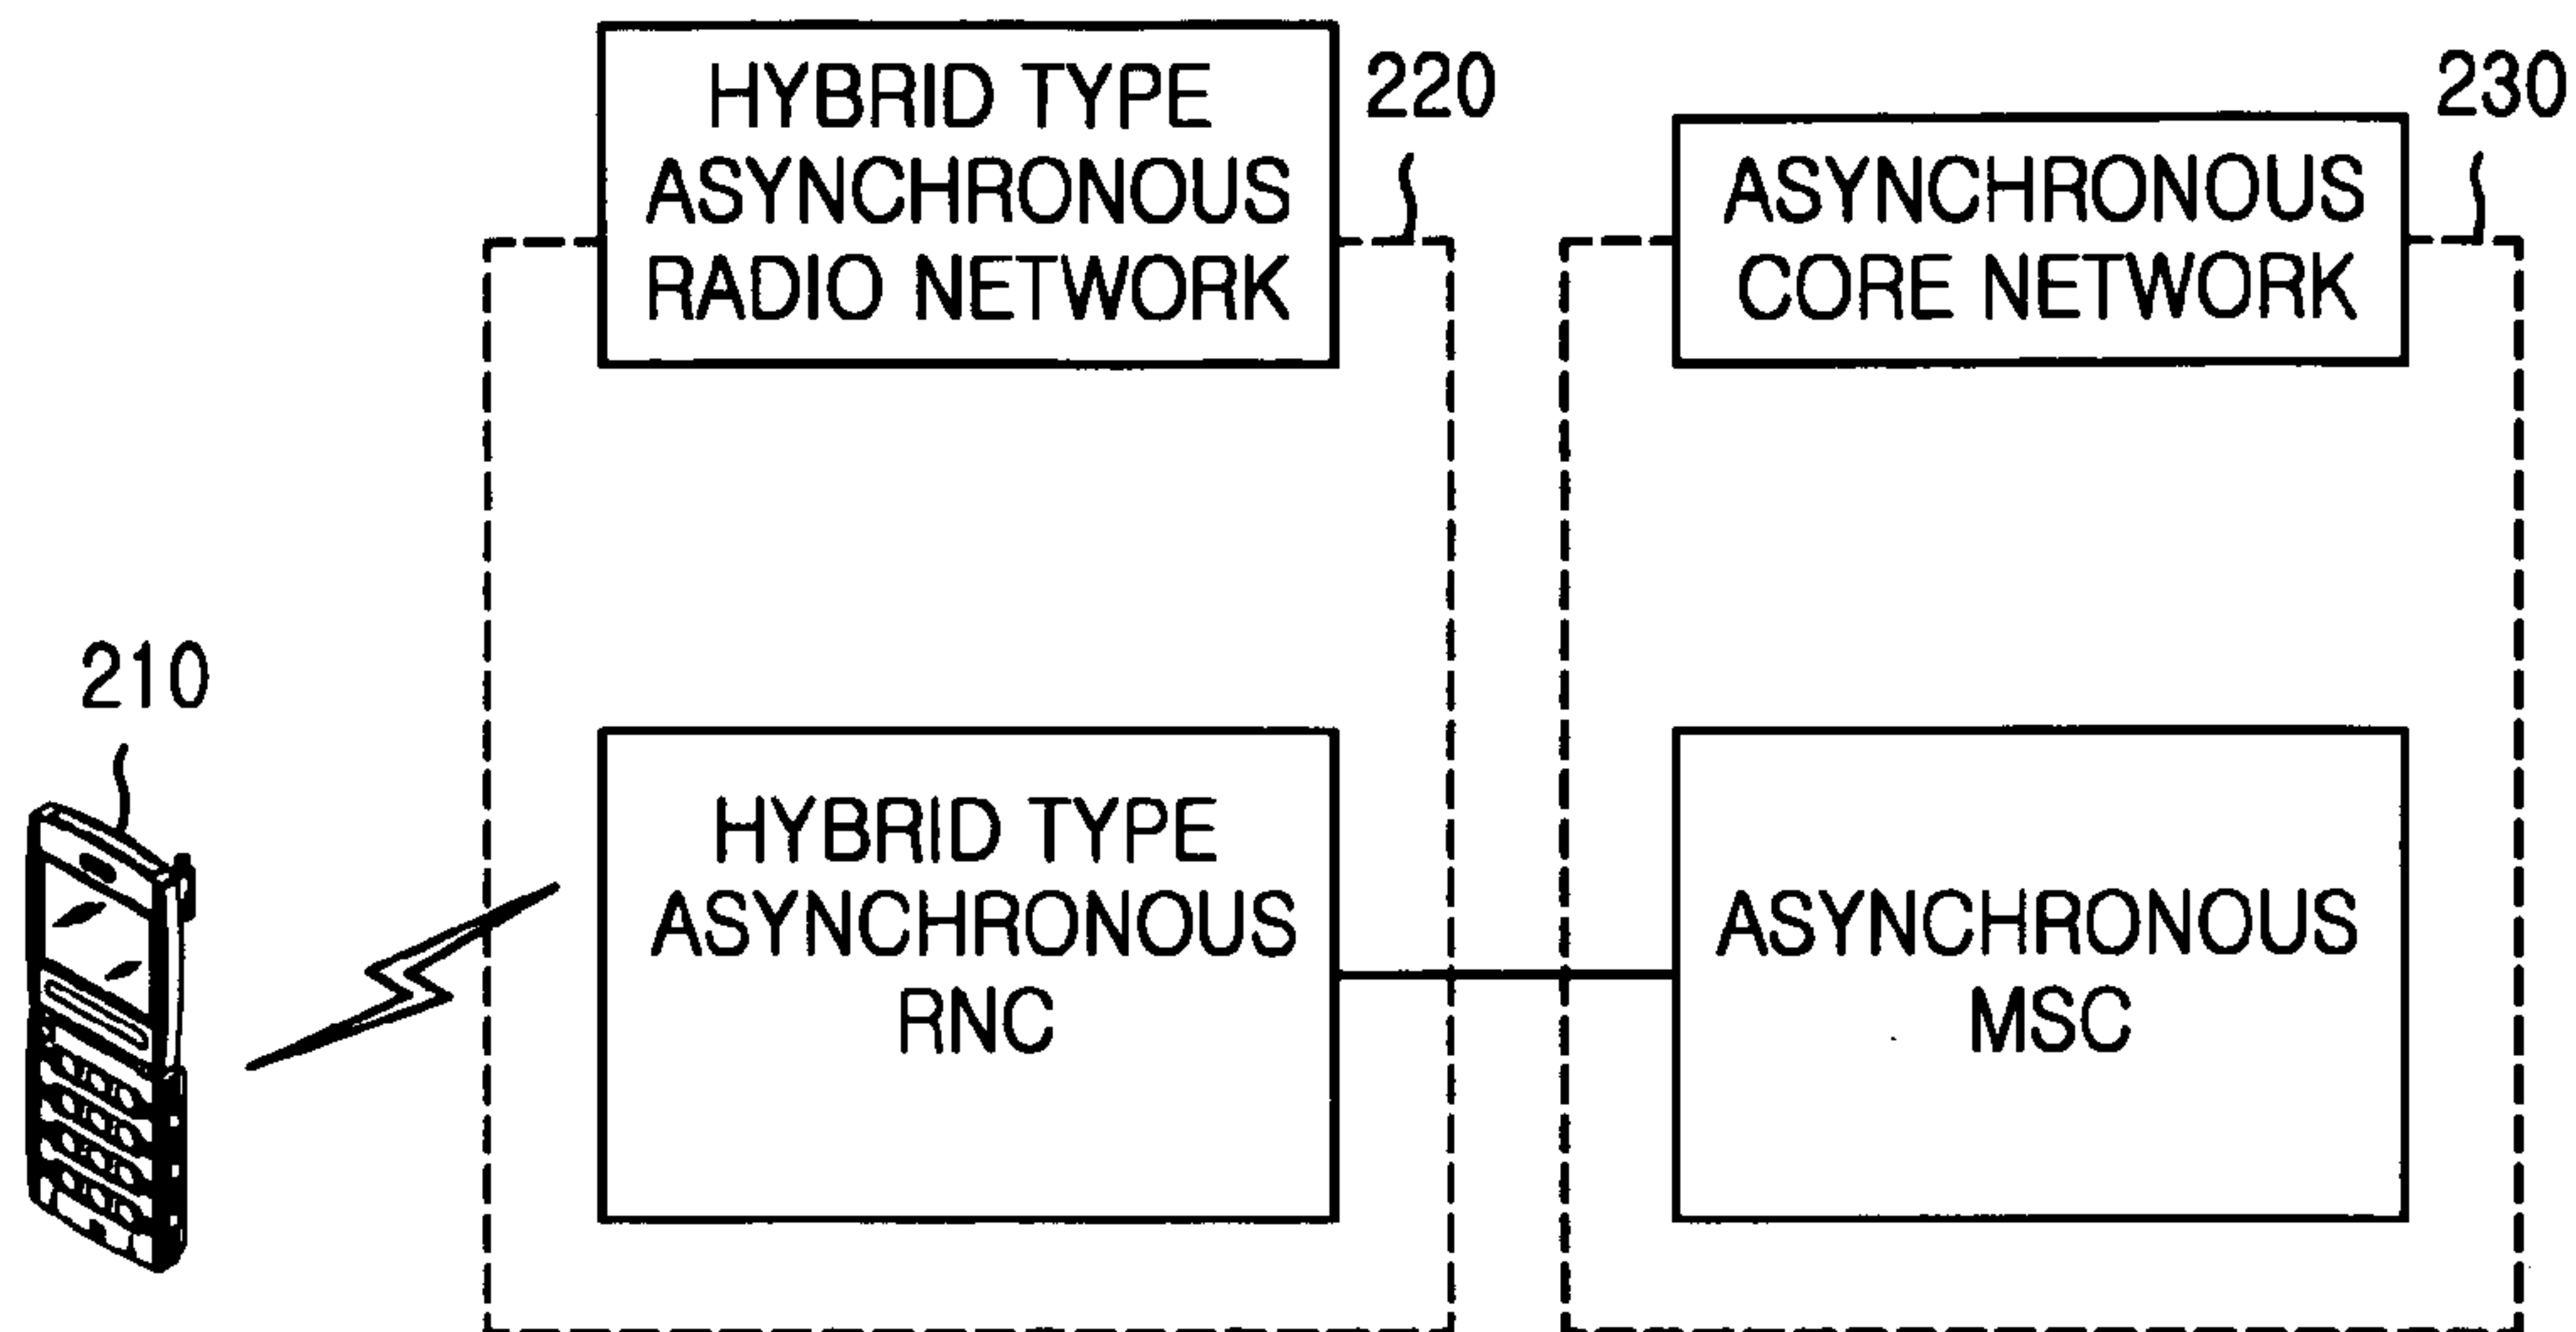 HYBRID TYPE
ASYNCHRONOUS
RADIO NETWORK
220
ASYNCHRONOUS
CORE NETWORK
230
210
HYBRID TYPE
ASYNCHRONOUS
RNC
ASYNCHRONOUS
MSC